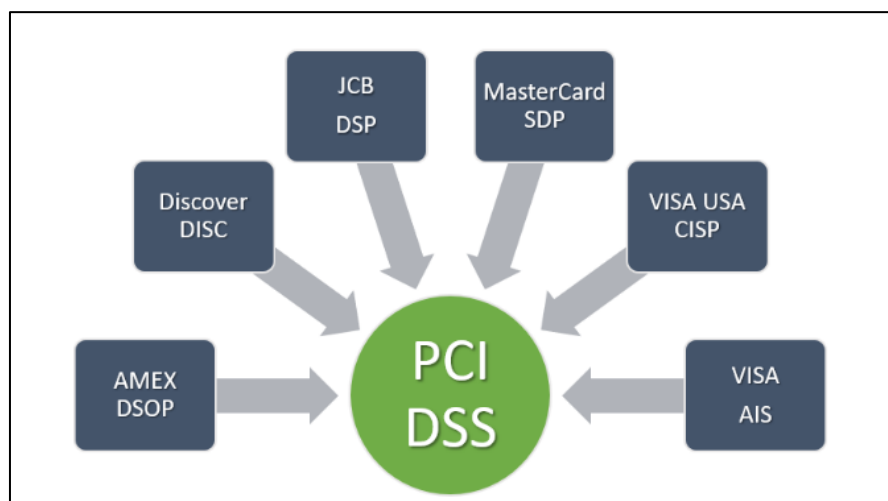 JCB
DSP
MasterCard
SDP
Discover
DISC
VISA USA
CISP
AMEX
DSOP
PCI
DSS
VISA
AIS